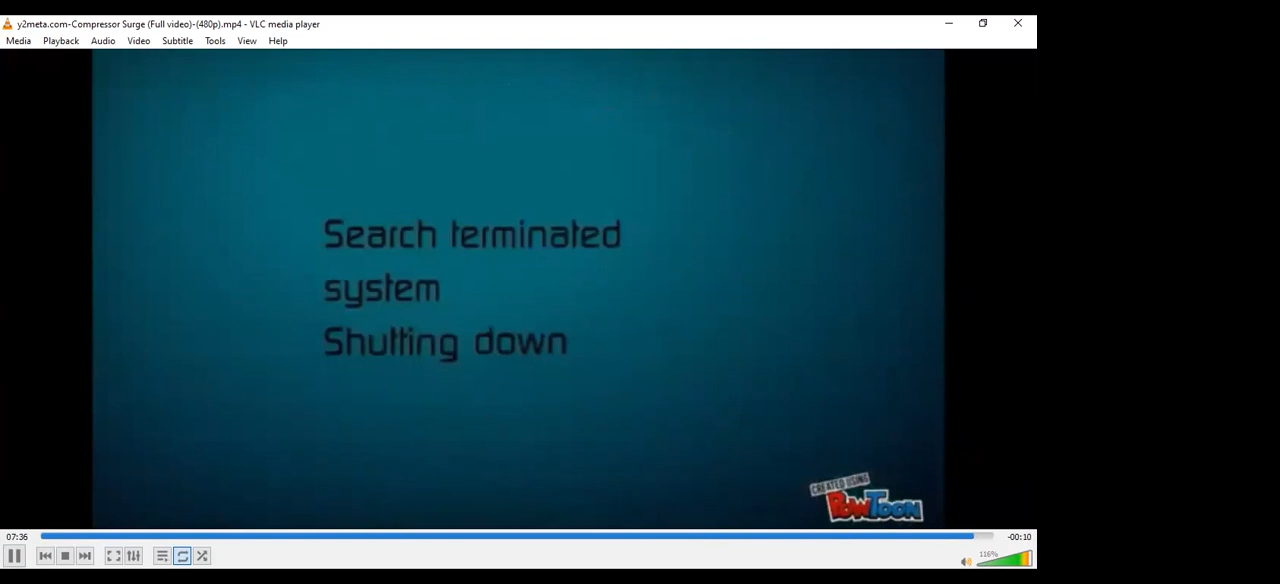 y2meta.com-Compressor Surge (Full video)-(480p).mp4 - VLC media player
Media Playback Audio Video Subtitle Tools View Help
Search terminated
system
Shutting down
CREATED USING
POWTOON
07:36 -00:10
116%